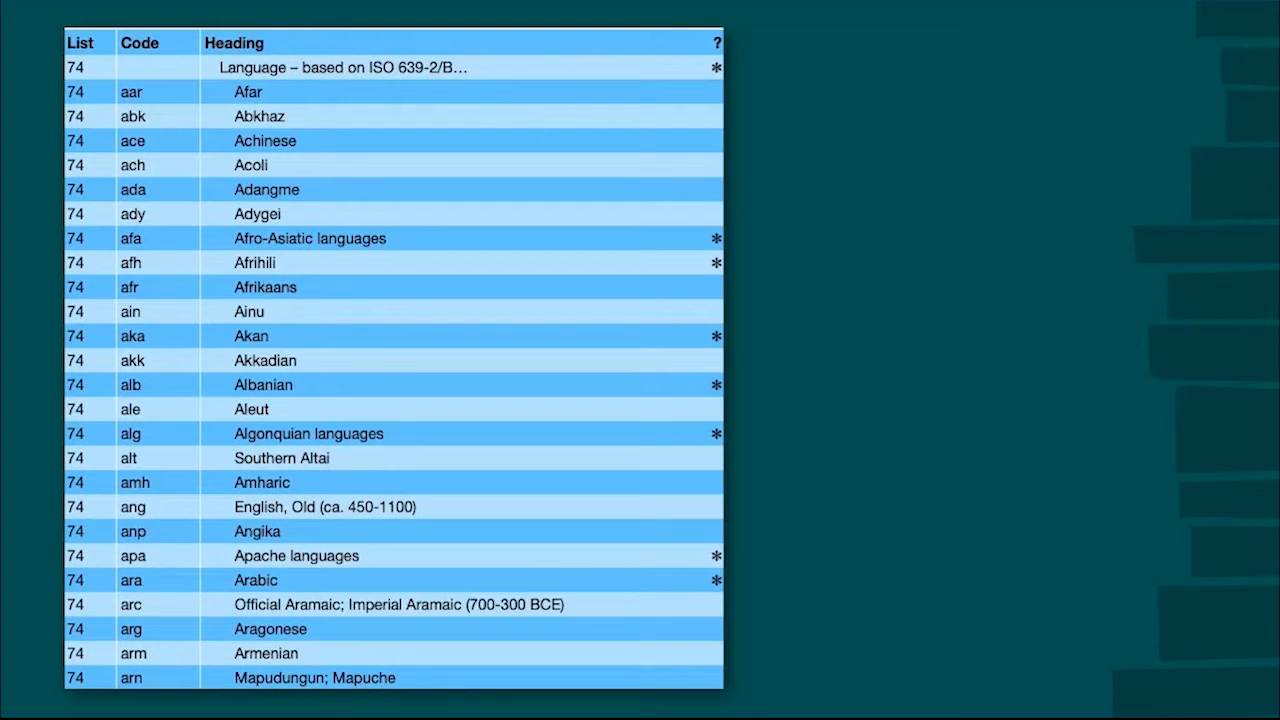 List Code Heading ?
74 Language – based on ISO 639-2/B... *
74 aar Afar
74 abk Abkhaz
74 ace Achinese
74 ach Acoli
74 ada Adangme
74 ady Adygei
74 afa Afro-Asiatic languages *
74 afh Afrihili *
74 afr Afrikaans
74 ain Ainu
74 aka Akan *
74 akk Akkadian
74 alb Albanian *
74 ale Aleut
74 alg Algonquian languages *
74 alt Southern Altai
74 amh Amharic
74 ang English, Old (ca. 450-1100)
74 anp Angika
74 apa Apache languages *
74 ara Arabic *
74 arc Official Aramaic; Imperial Aramaic (700-300 BCE)
74 arg Aragonese
74 arm Armenian
74 arn Mapudungun; Mapuche